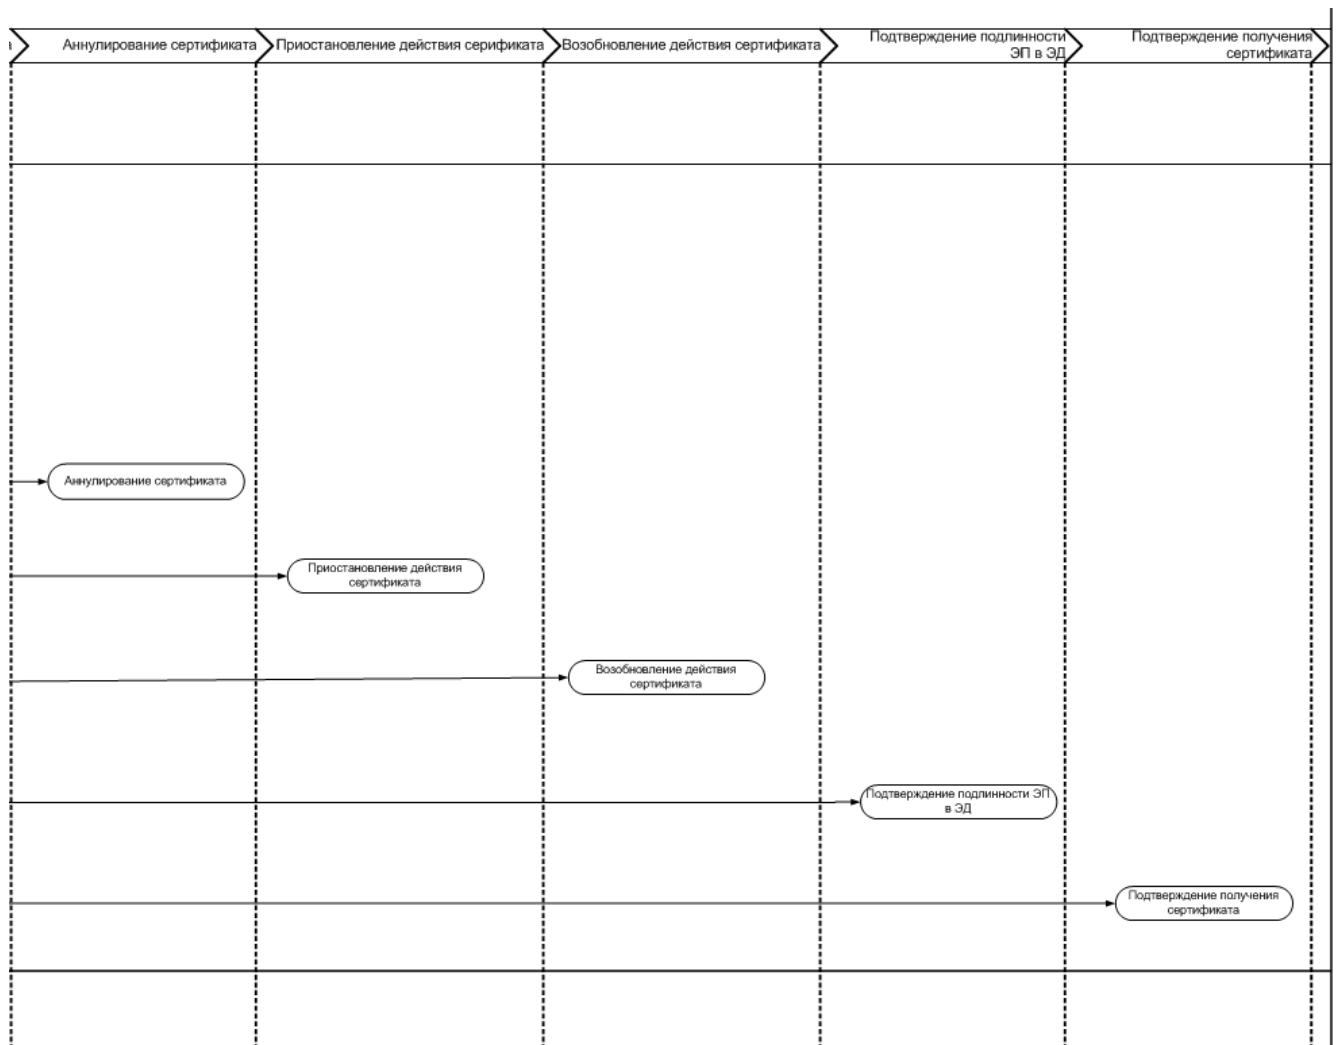 а
Аннулирование сертификата
Приостановление действия серификата
Возобновление действия сертификата
Подтверждение подлинности
ЭП в ЭД
Подтверждение получения
сертификата
Аннулирование сертификата
Приостановление действия
сертификата
Возобновление действия
сертификата
Подтверждение подлинности ЭП
в ЭД
Подтверждение получения
сертификата